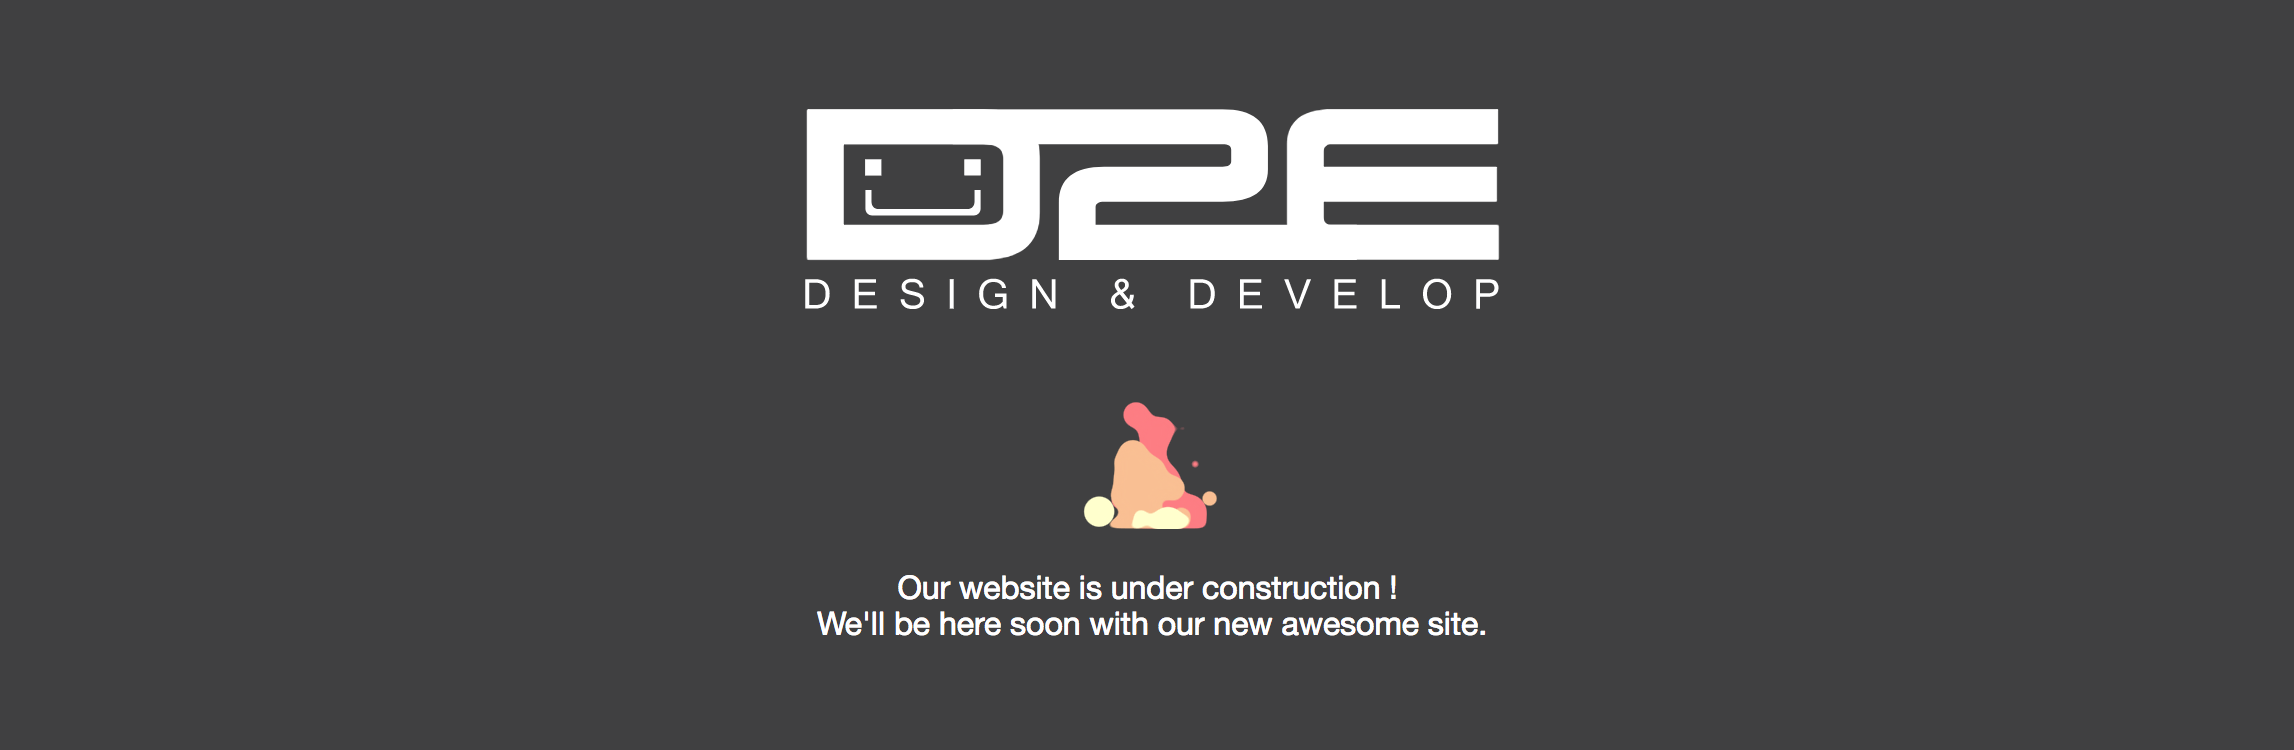 D2E
DESIGN & DEVELOP
Our website is under construction !
We'll be here soon with our new awesome site.